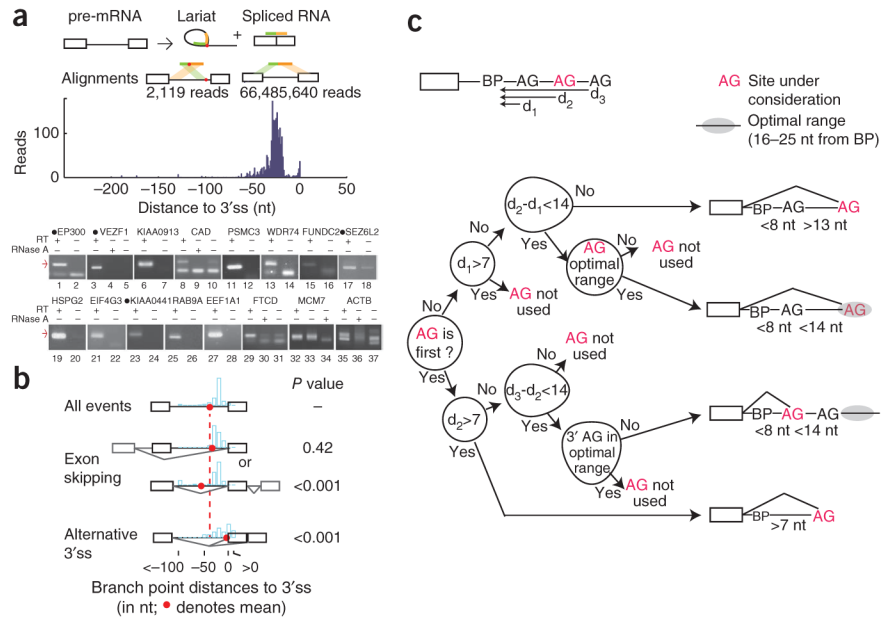 a
pre-mRNA
Lariat
Spliced RNA
+
Alignments
2,119 reads
66,485,640 reads
Reads
100
0
−200
−150
−100
−50
0
50
Distance to 3′ss (nt)
●EP300 ●VEZF1 KIAA0913 CAD PSMC3 WDR74 FUNDC2 ●SEZ6L2
RT + − + − − + − + − − + − + − + − + −
RNase A
1 2 3 4 5 6 7 8 9 10 11 12 13 14 15 16 17 18
HSPG2 EIF4G3 ●KIAA0441 RAB9A EEF1A1 FTCD MCM7 ACTB
RT
RNase A
19 20 21 22 23 24 25 26 27 28 29 30 31 32 33 34 35 36 37
b
P value
All events
–
Exon
skipping
0.42
or
<0.001
Alternative
3′ss
<0.001
<−100 −50 0 >0
Branch point distances to 3′ss
(in nt; ● denotes mean)
c
BP AG AG AG
d1
d2
d3
AG Site under
consideration
Optimal range
(16–25 nt from BP)
AG is
first ?
No
Yes
d1>7
No
Yes
AG not
used
d2-d1<14
No
Yes
AG
optimal
range
No
AG not
used
Yes
BP AG AG
<8 nt >13 nt
BP AG AG
<8 nt <14 nt
d2>7
No
Yes
d3-d2<14
No
AG not
used
Yes
3′ AG in
optimal
range
No
Yes
AG not
used
BP AG AG
<8 nt <14 nt
BP AG
>7 nt